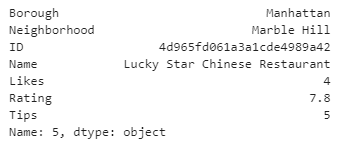 Borough Manhattan
Neighborhood Marble Hill
ID 4d965fd061a3a1cde4989a42
Name Lucky Star Chinese Restaurant
Likes 4
Rating 7.8
Tips 5
Name: 5, dtype: object